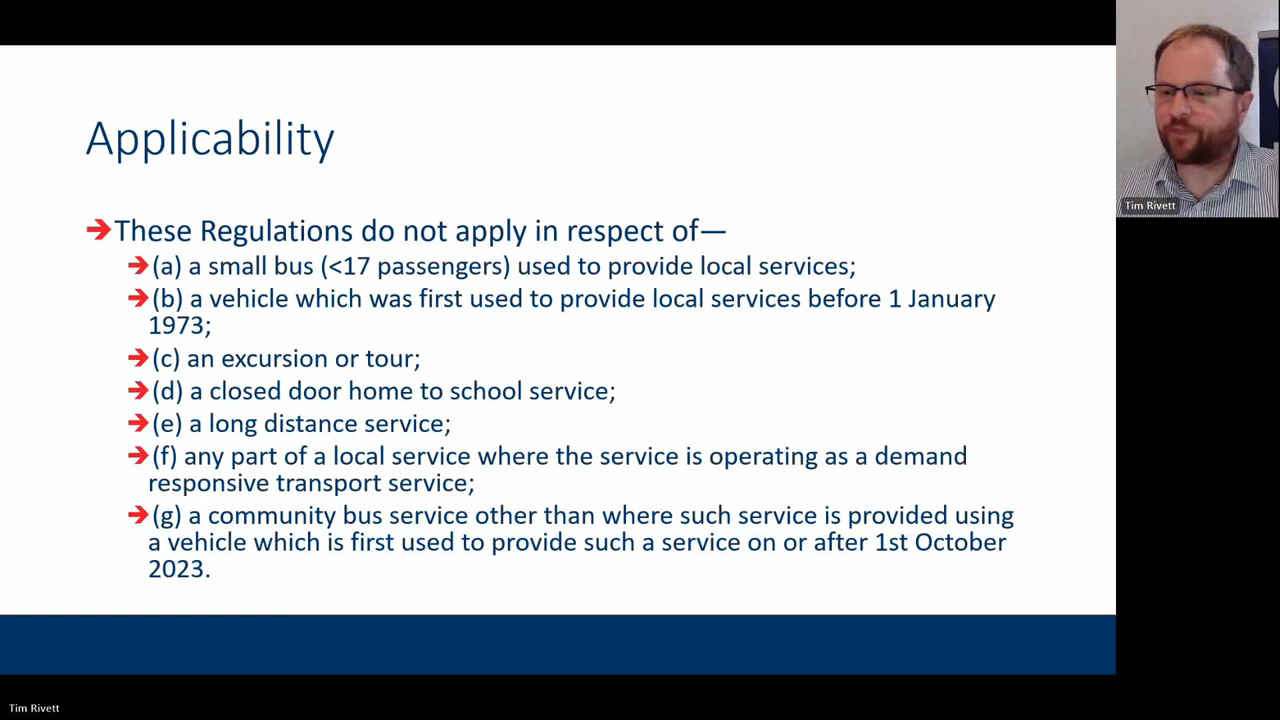 Applicability
➔These Regulations do not apply in respect of—
➔(a) a small bus (<17 passengers) used to provide local services;
➔(b) a vehicle which was first used to provide local services before 1 January
1973;
➔(c) an excursion or tour;
➔(d) a closed door home to school service;
➔(e) a long distance service;
➔(f) any part of a local service where the service is operating as a demand
responsive transport service;
➔(g) a community bus service other than where such service is provided using
a vehicle which is first used to provide such a service on or after 1st October
2023.
Tim Rivett
Tim Rivett